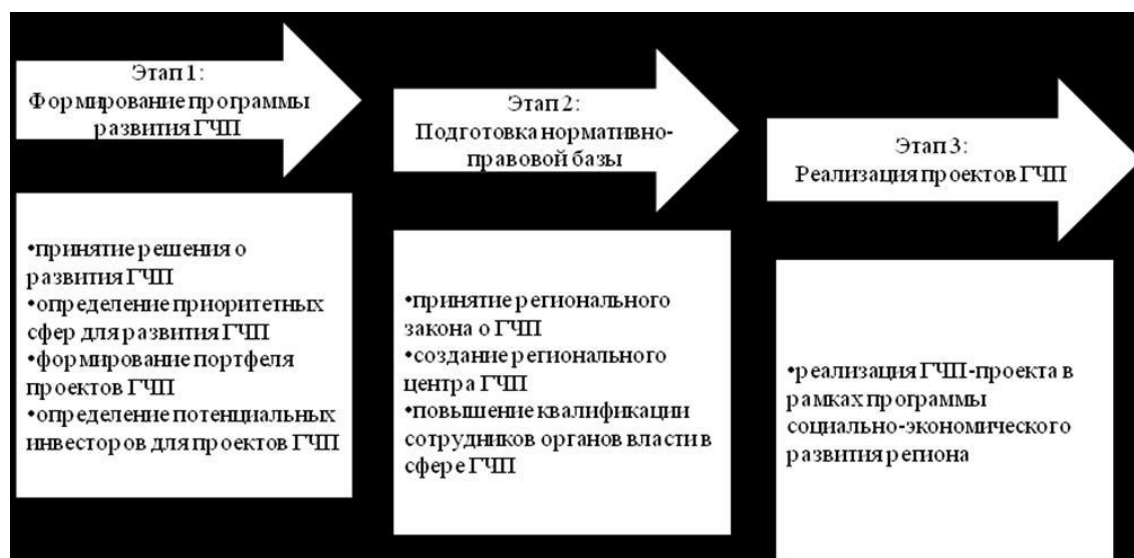 Этап 1:
Формирование программы
развития ГЧП
•принятие решения о
развития ГЧП
•определение приоритетных
сфер для развития ГЧП
•формирование портфеля
проектов ГЧП
•определение потенциальных
инвесторов для проектов ГЧП
Этап 2:
Подготовка нормативно-
правовой базы
•принятие регионального
закона о ГЧП
•создание регионального
центра ГЧП
•повышение квалификации
сотрудников органов власти в
сфере ГЧП
Этап 3:
Реализация проектов ГЧП
•реализация ГЧП-проекта в
рамках программы
социально-экономического
развития региона